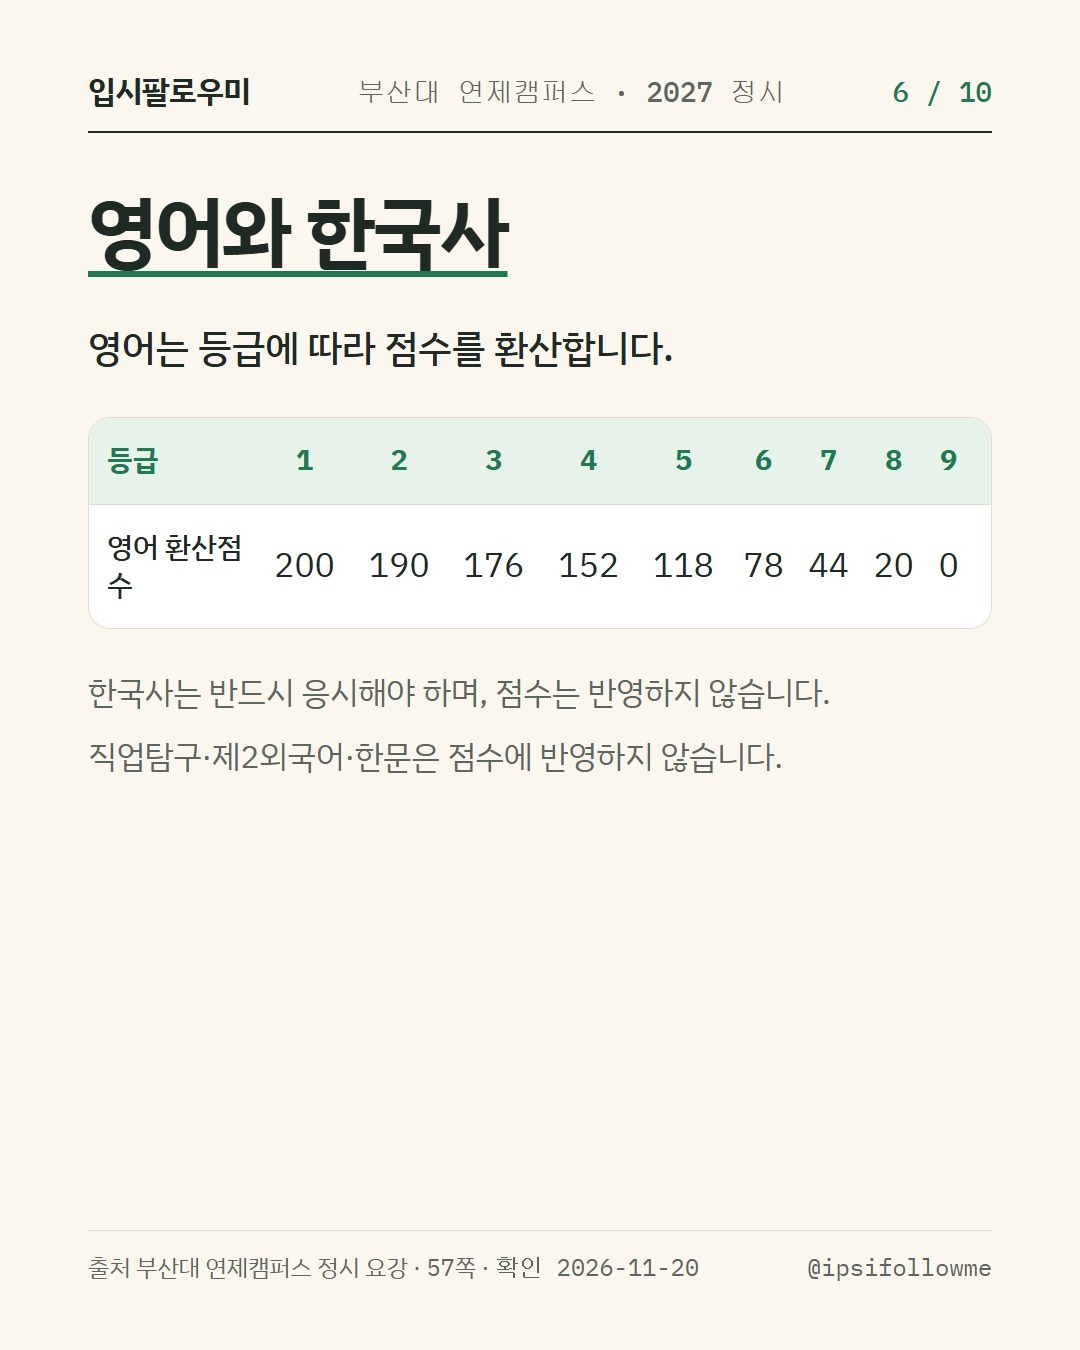 입시팔로우미 부산대 연제캠퍼스 · 2027 정시 6 / 10
영어와 한국사
영어는 등급에 따라 점수를 환산합니다.
등급 1 2 3 4 5 6 7 8 9
영어 환산점
수 200 190 176 152 118 78 44 20 0
한국사는 반드시 응시해야 하며, 점수는 반영하지 않습니다.
직업탐구·제2외국어·한문은 점수에 반영하지 않습니다.
출처 부산대 연제캠퍼스 정시 요강 · 57쪽 · 확인 2026-11-20 @ipsifollowme